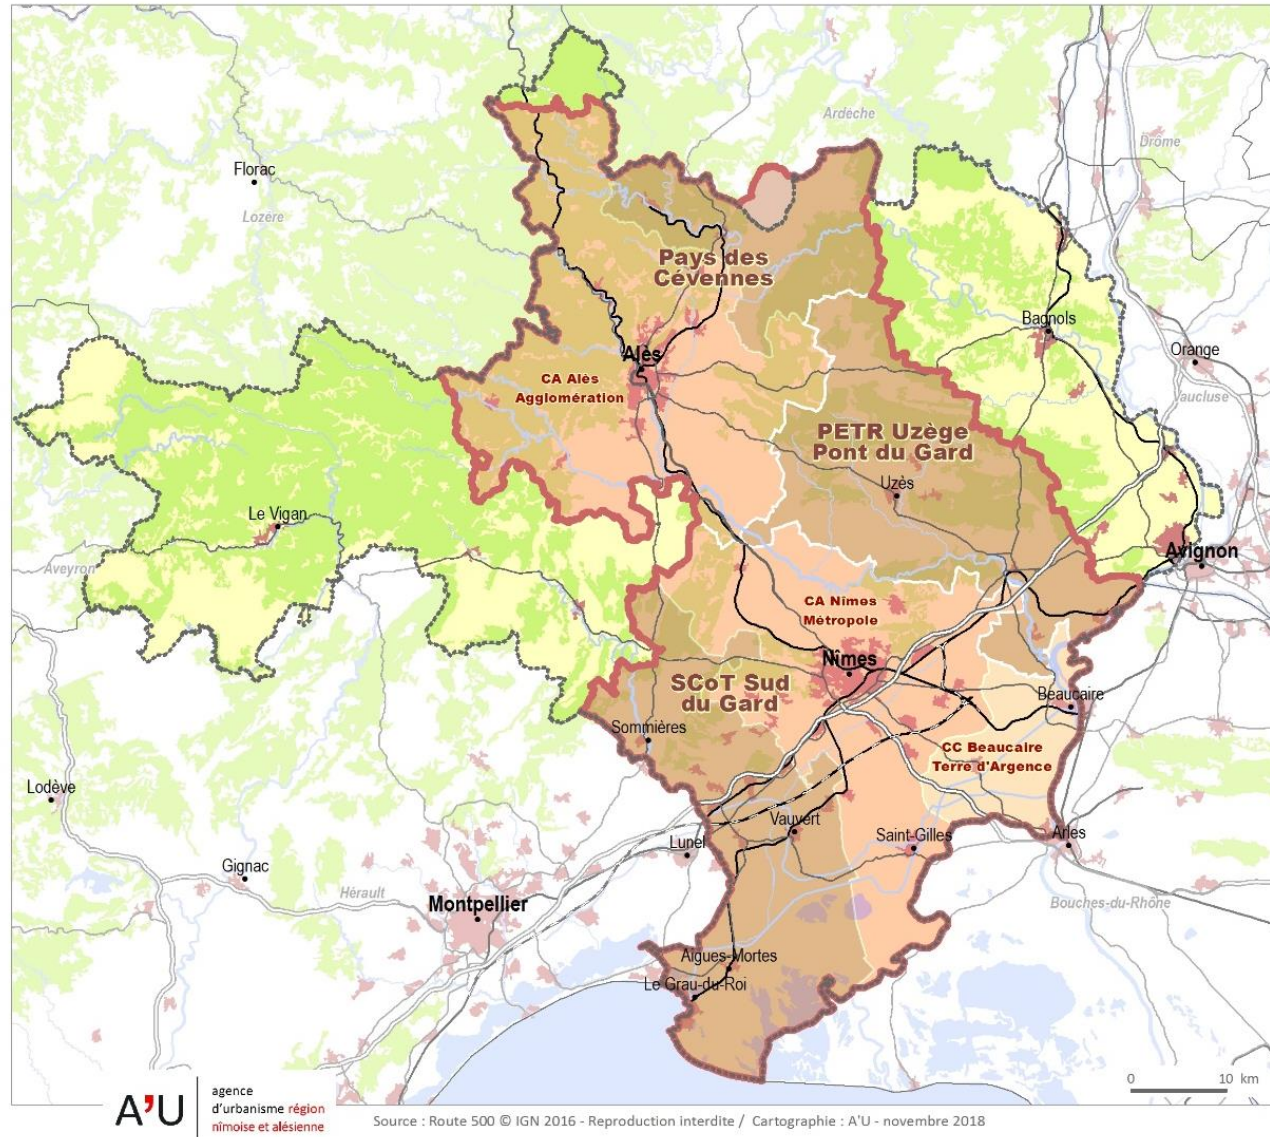 Ardèche
Drôme
Florac
Lozère
Pays des
Cévennes
Bagnols
Orange
Vaucluse
Alès
CA Alès
Agglomération
PETR Uzège
Pont du Gard
Uzès
Le Vigan
Aveyron
Avignon
CA Nîmes
Métropole
Nîmes
SCoT Sud
du Gard
Beaucaire
Sommières
CC Beaucaire
Terre d'Argence
Lodève
Vauvert
Saint-Gilles
Arles
Lunel
Gignac
Hérault
Montpellier
Bouches-du-Rhône
Aigues-Mortes
Le Grau-du-Roi
0 10 km
A'U
agence
d'urbanisme région
nîmoise et alésienne
Source : Route 500 © IGN 2016 - Reproduction interdite / Cartographie : A'U - novembre 2018